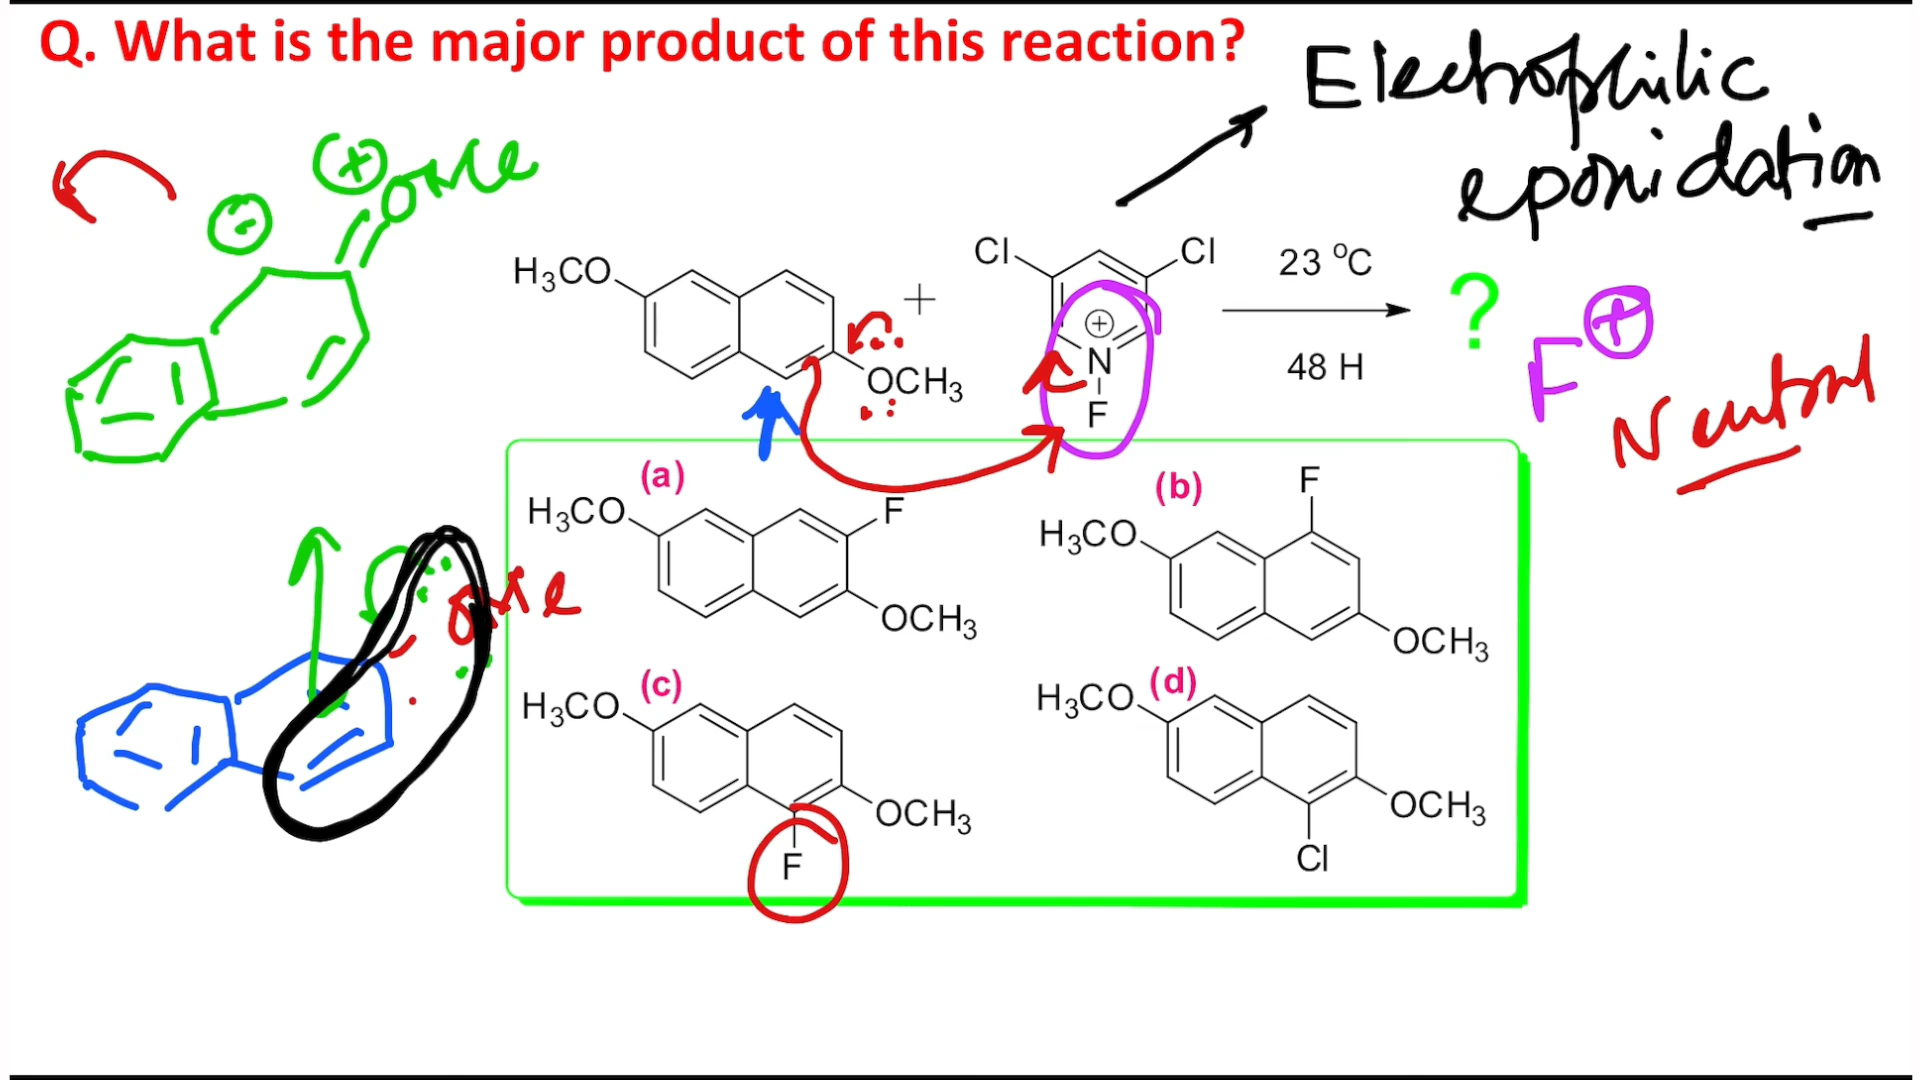 Q. What is the major product of this reaction?
Electrophilic
eponidation
⊕
⊖
OMe
H₃CO
OCH₃
+
Cl
Cl
⊕
N
F
23 °C
48 H
?
F⊕
Neutral
(a)
H₃CO
F
OCH₃
(b)
F
H₃CO
OCH₃
(c)
H₃CO
OCH₃
F
(d)
H₃CO
OCH₃
Cl
OMe